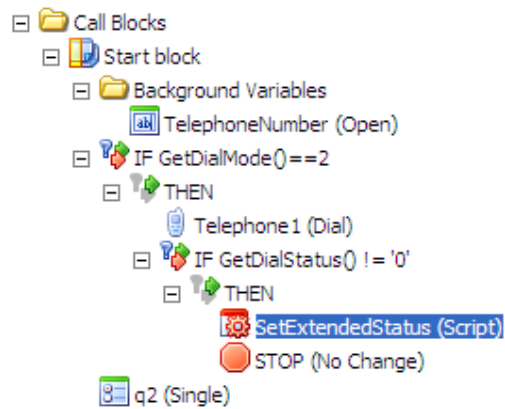 Call Blocks
Start block
Background Variables
TelephoneNumber (Open)
IF GetDialMode()==2
THEN
Telephone1 (Dial)
IF GetDialStatus() != '0'
THEN
SetExtendedStatus (Script)
STOP (No Change)
q2 (Single)